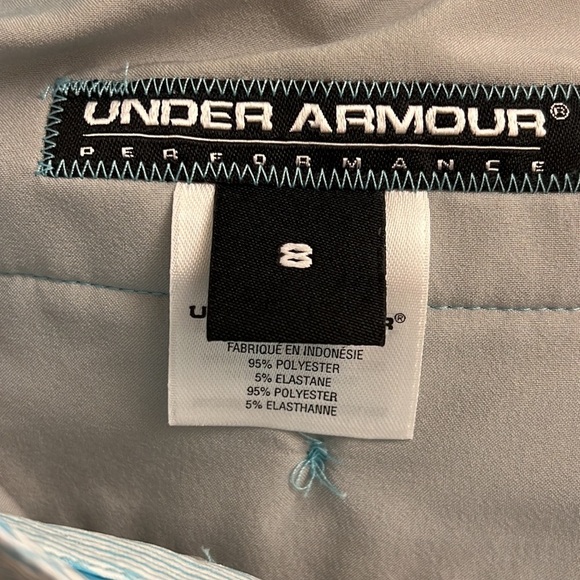 UNDER ARMOUR®
PERFORMANCE
8
U R®
FABRIQUÉ EN INDONÉSIE
95% POLYESTER
5% ELASTANE
95% POLYESTER
5% ELASTHANNE